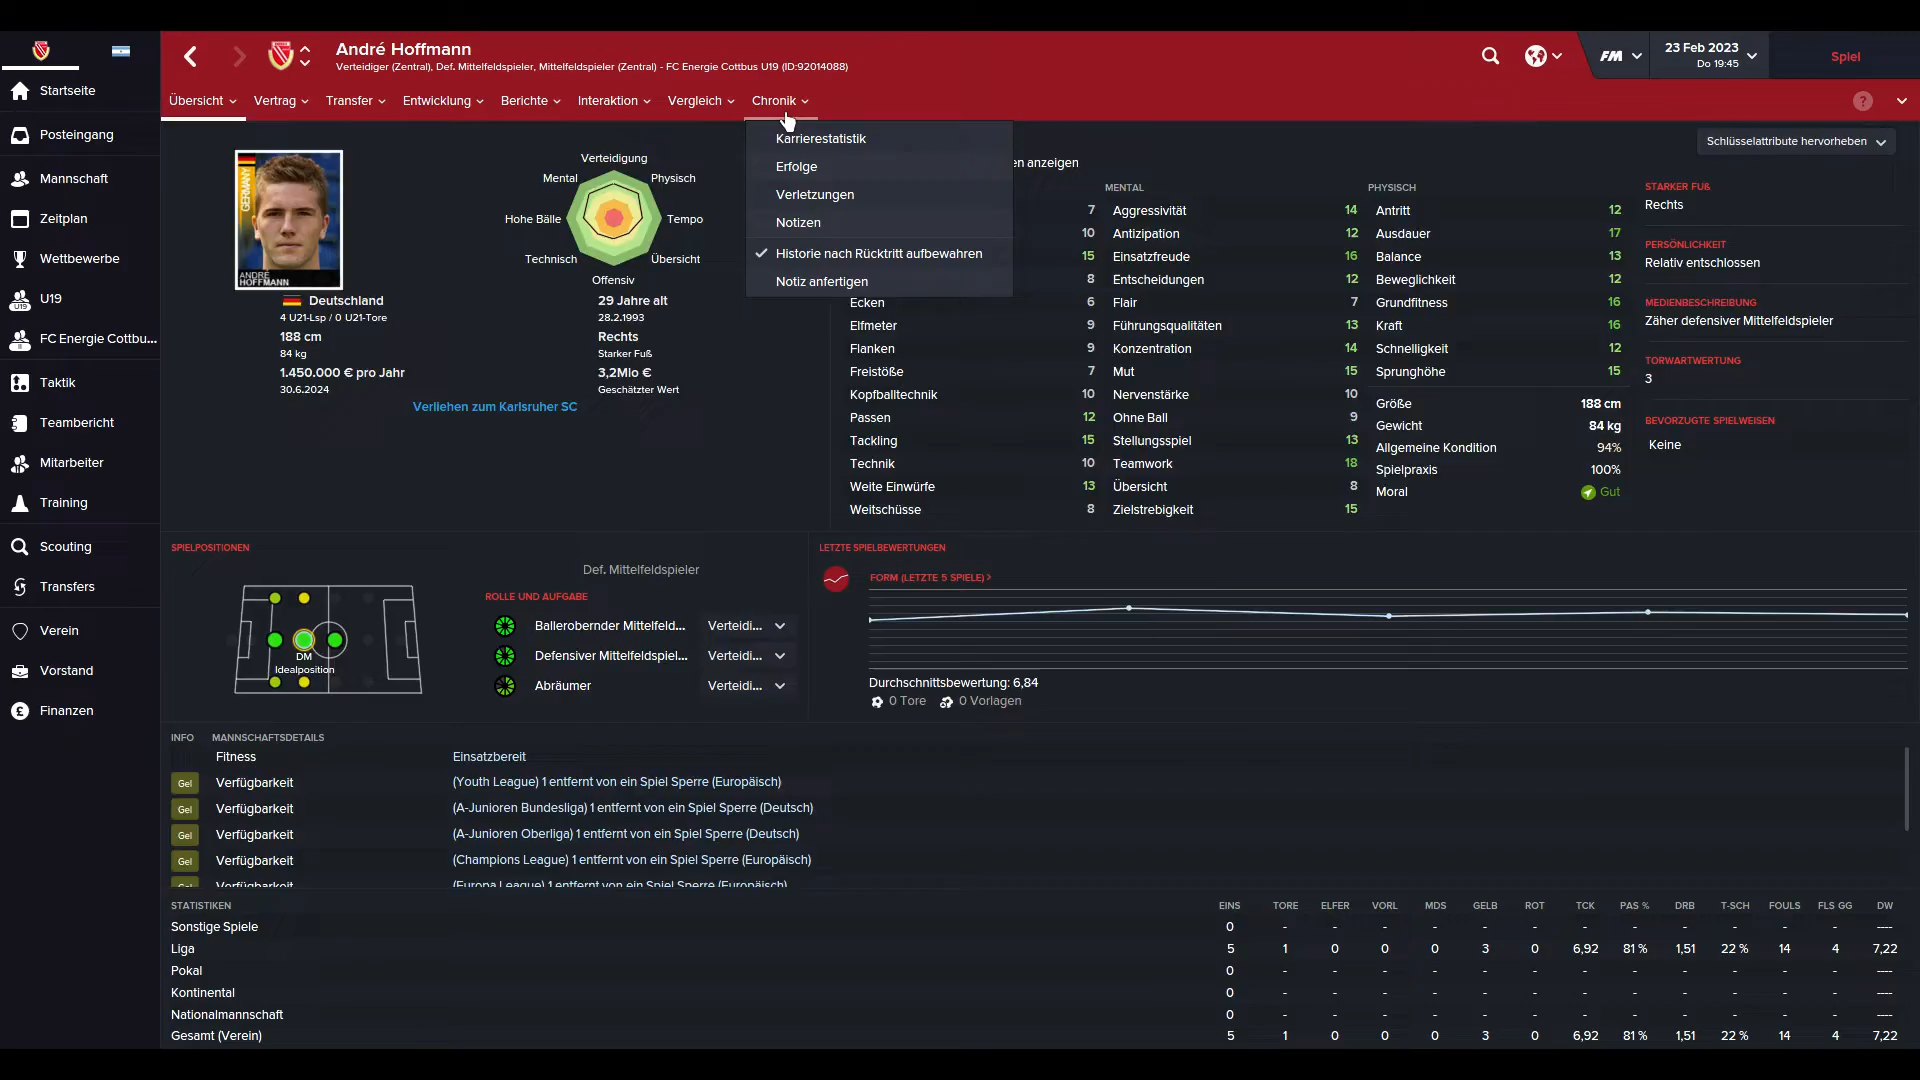 André Hoffmann
Verteidiger (Zentral), Def. Mittelfeldspieler, Mittelfeldspieler (Zentral) - FC Energie Cottbus U19 (ID:92014088)
FM
23 Feb 2023
Do 19:45
Spiel
Übersicht
Vertrag
Transfer
Entwicklung
Berichte
Interaktion
Vergleich
Chronik
?
Startseite
Posteingang
Mannschaft
Zeitplan
Wettbewerbe
U19
FC Energie Cottbu...
Taktik
Teambericht
Mitarbeiter
Training
Scouting
Transfers
Verein
Vorstand
Finanzen
Karrierestatistik
Erfolge
Verletzungen
Notizen
Historie nach Rücktritt aufbewahren
Notiz anfertigen
en anzeigen
Schlüsselattribute hervorheben
GERMANY
ANDRÉ
HOFFMANN
Verteidigung
Mental
Physisch
Hohe Bälle
Tempo
Technisch
Übersicht
Offensiv
Deutschland
4 U21-Lsp / 0 U21-Tore
188 cm
84 kg
1.450.000 € pro Jahr
30.6.2024
29 Jahre alt
28.2.1993
Rechts
Starker Fuß
3,2Mio €
Geschätzter Wert
Verliehen zum Karlsruher SC
7
10
15
8
Ecken 6
Elfmeter 9
Flanken 9
Freistöße 7
Kopfballtechnik 10
Passen 12
Tackling 15
Technik 10
Weite Einwürfe 13
Weitschüsse 8
MENTAL
Aggressivität 14
Antizipation 12
Einsatzfreude 16
Entscheidungen 12
Flair 7
Führungsqualitäten 13
Konzentration 14
Mut 15
Nervenstärke 10
Ohne Ball 9
Stellungsspiel 13
Teamwork 18
Übersicht 8
Zielstrebigkeit 15
PHYSISCH
Antritt 12
Ausdauer 17
Balance 13
Beweglichkeit 12
Grundfitness 16
Kraft 16
Schnelligkeit 12
Sprunghöhe 15
Größe 188 cm
Gewicht 84 kg
Allgemeine Kondition 94%
Spielpraxis 100%
Moral Gut
STARKER FUß
Rechts
PERSÖNLICHKEIT
Relativ entschlossen
MEDIENBESCHREIBUNG
Zäher defensiver Mittelfeldspieler
TORWARTWERTUNG
3
BEVORZUGTE SPIELWEISEN
Keine
SPIELPOSITIONEN
DM
Idealposition
Def. Mittelfeldspieler
ROLLE UND AUFGABE
Ballerobernder Mittelfeld... Verteidi...
Defensiver Mittelfeldspiel... Verteidi...
Abräumer Verteidi...
LETZTE SPIELBEWERTUNGEN
FORM (LETZTE 5 SPIELE) >
Durchschnittsbewertung: 6,84
0 Tore 0 Vorlagen
INFO MANNSCHAFTSDETAILS
Fitness Einsatzbereit
Gel Verfügbarkeit (Youth League) 1 entfernt von ein Spiel Sperre (Europäisch)
Gel Verfügbarkeit (A-Junioren Bundesliga) 1 entfernt von ein Spiel Sperre (Deutsch)
Gel Verfügbarkeit (A-Junioren Oberliga) 1 entfernt von ein Spiel Sperre (Deutsch)
Gel Verfügbarkeit (Champions League) 1 entfernt von ein Spiel Sperre (Europäisch)
Gel Verfügbarkeit (Europa League) 1 entfernt von ein Spiel Sperre (Europäisch)
STATISTIKEN EINS TORE ELFER VORL MDS GELB ROT TCK PAS % DRB T-SCH FOULS FLS GG DW
Sonstige Spiele 0 - - - - - - - - - - - - ----
Liga 5 1 0 0 0 3 0 6,92 81 % 1,51 22 % 14 4 7,22
Pokal 0 - - - - - - - - - - - - ----
Kontinental 0 - - - - - - - - - - - - ----
Nationalmannschaft 0 - - - - - - - - - - - - ----
Gesamt (Verein) 5 1 0 0 0 3 0 6,92 81 % 1,51 22 % 14 4 7,22